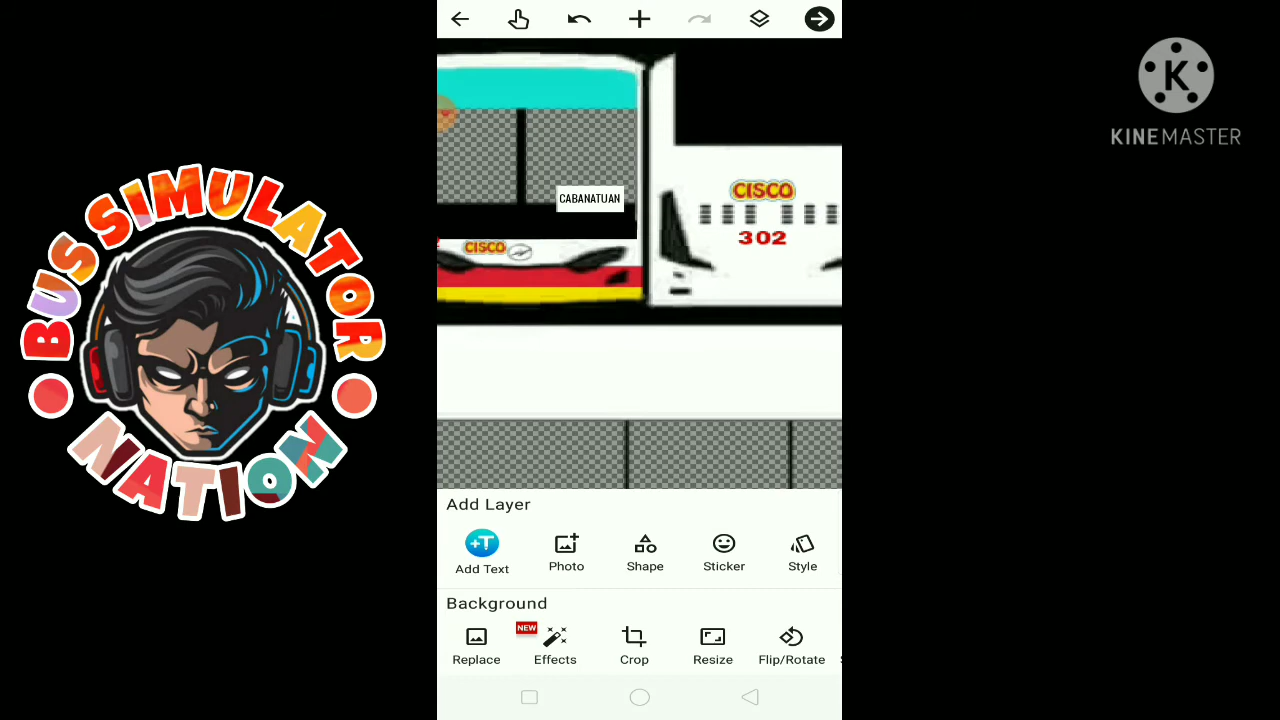 BUS SIMULATOR
NATION
CABANATUAN
CISCO
CISCO
302
Add Layer
Add Text
Photo
Shape
Sticker
Style
Background
NEW
Replace
Effects
Crop
Resize
Flip/Rotate
K
KINEMASTER